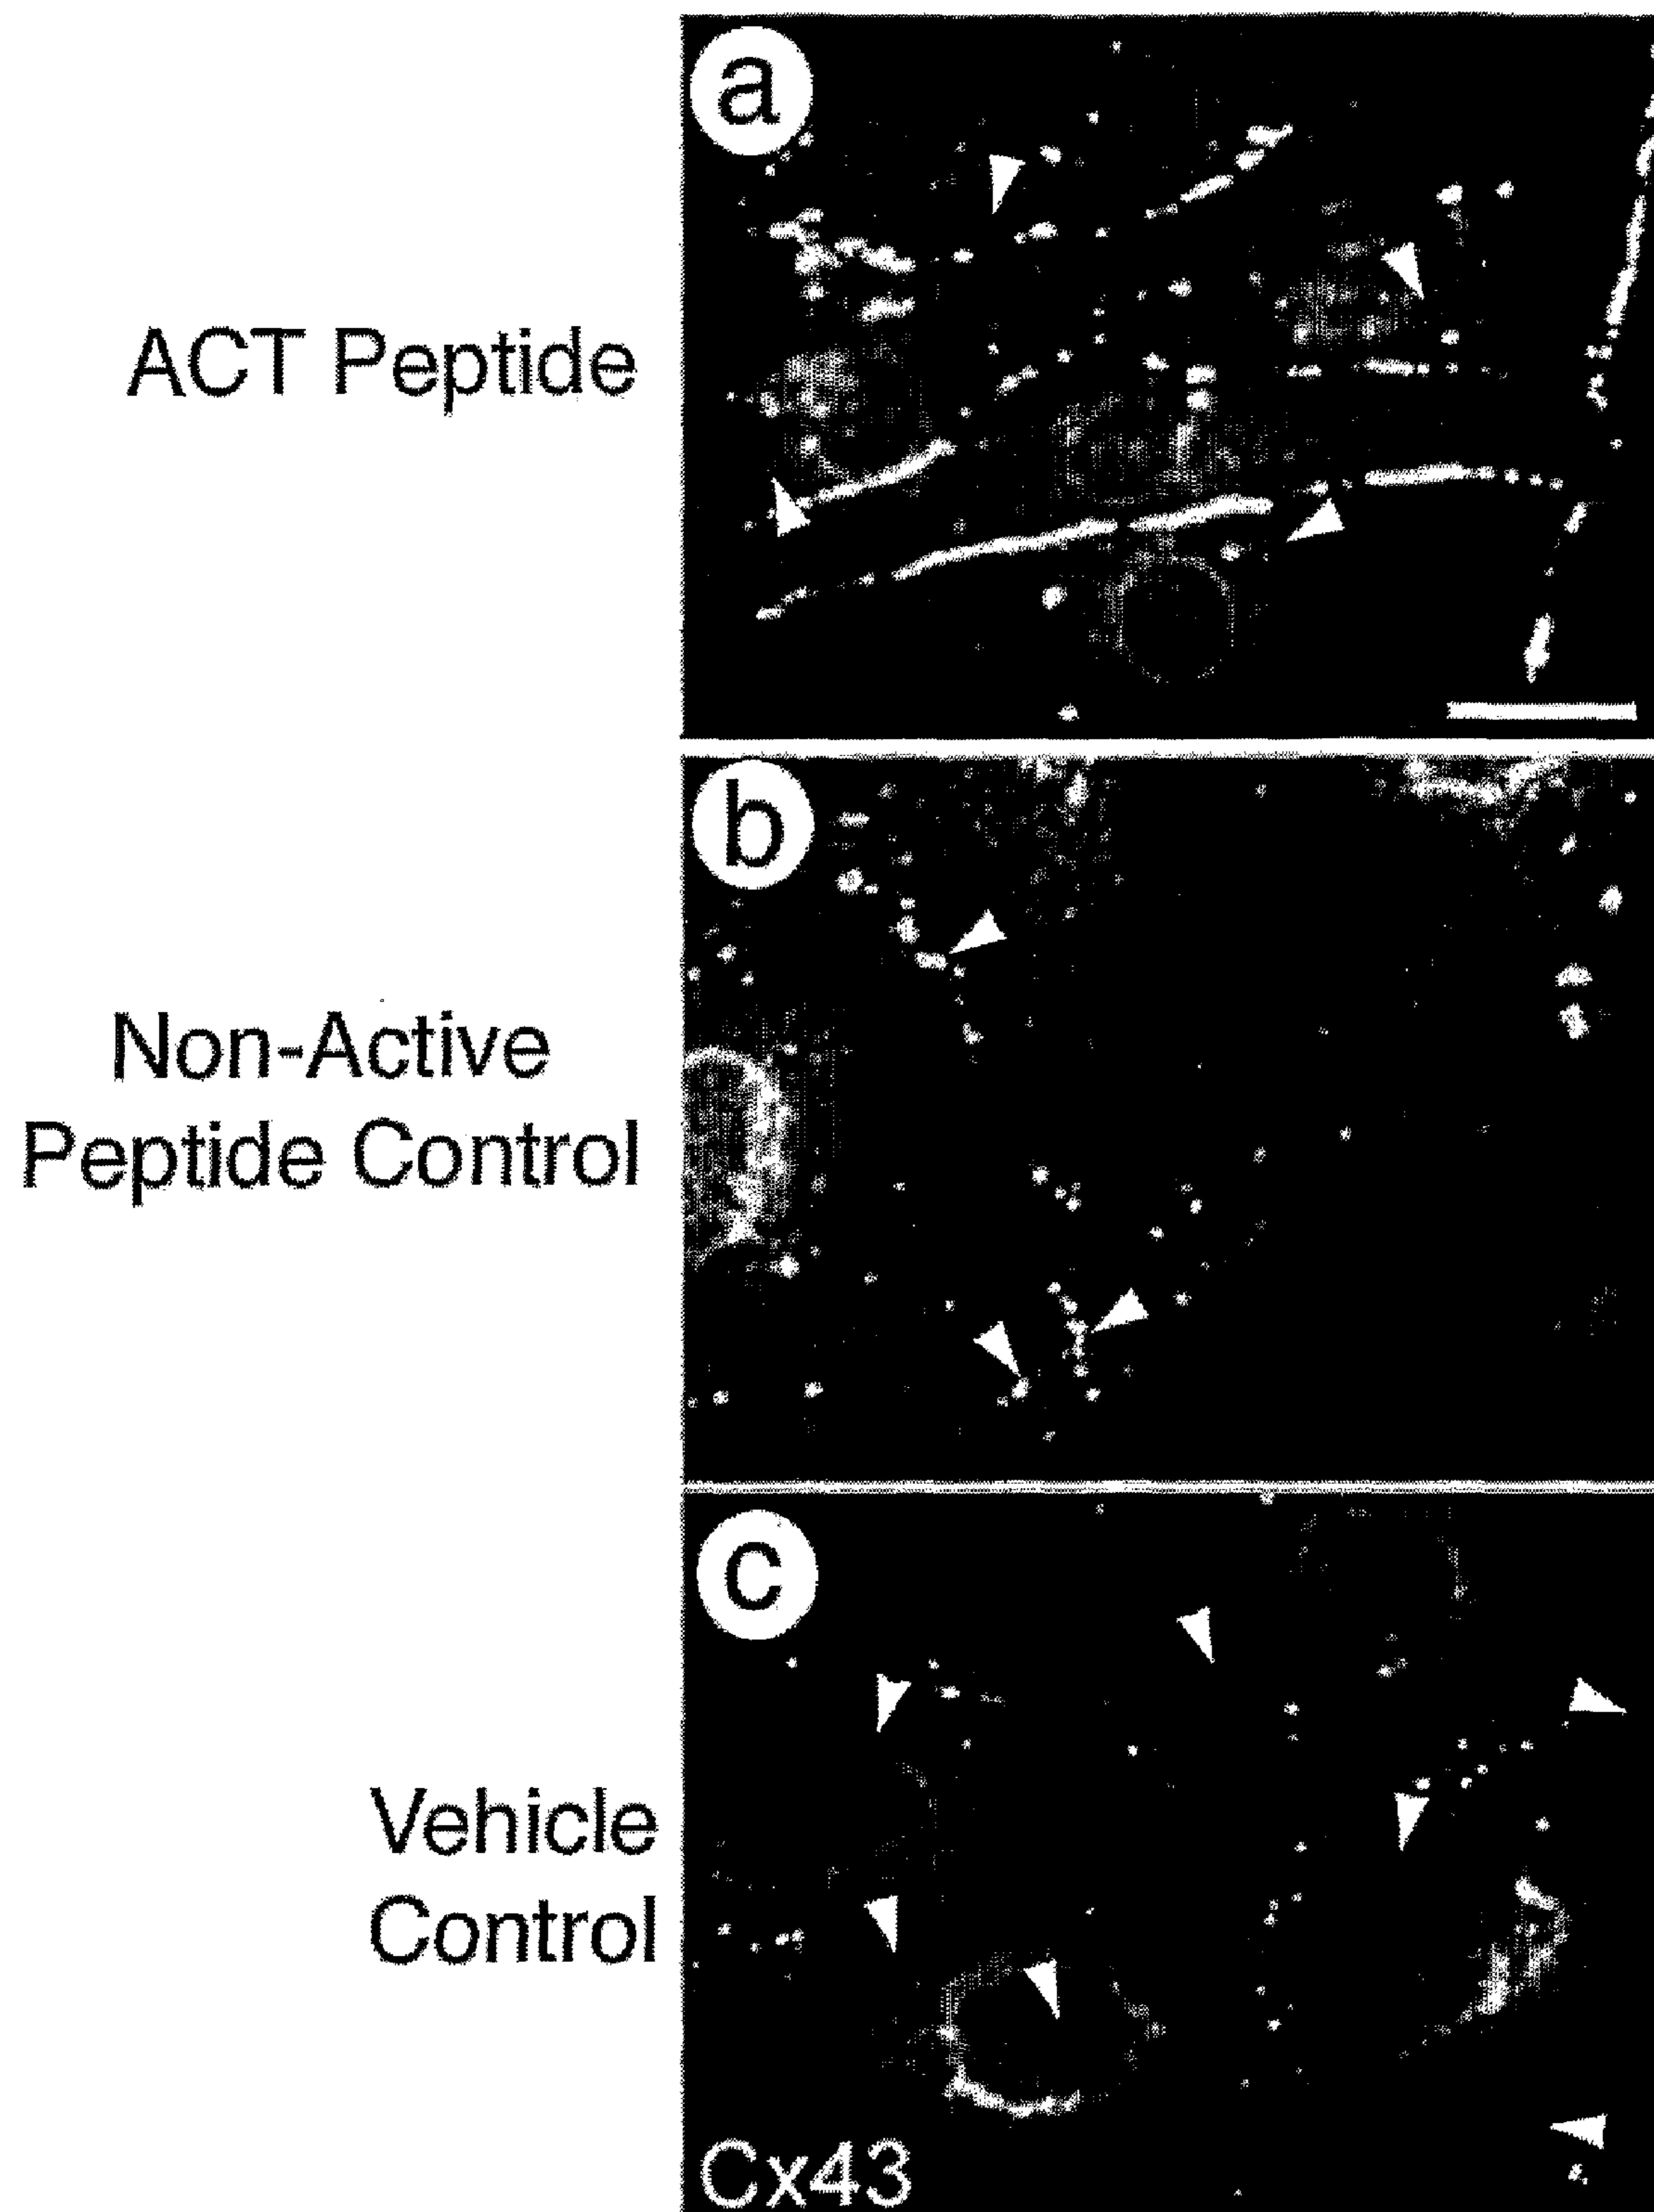 a
ACT Peptide
b
Non-Active
Peptide Control
c
Vehicle
Control
Cx43